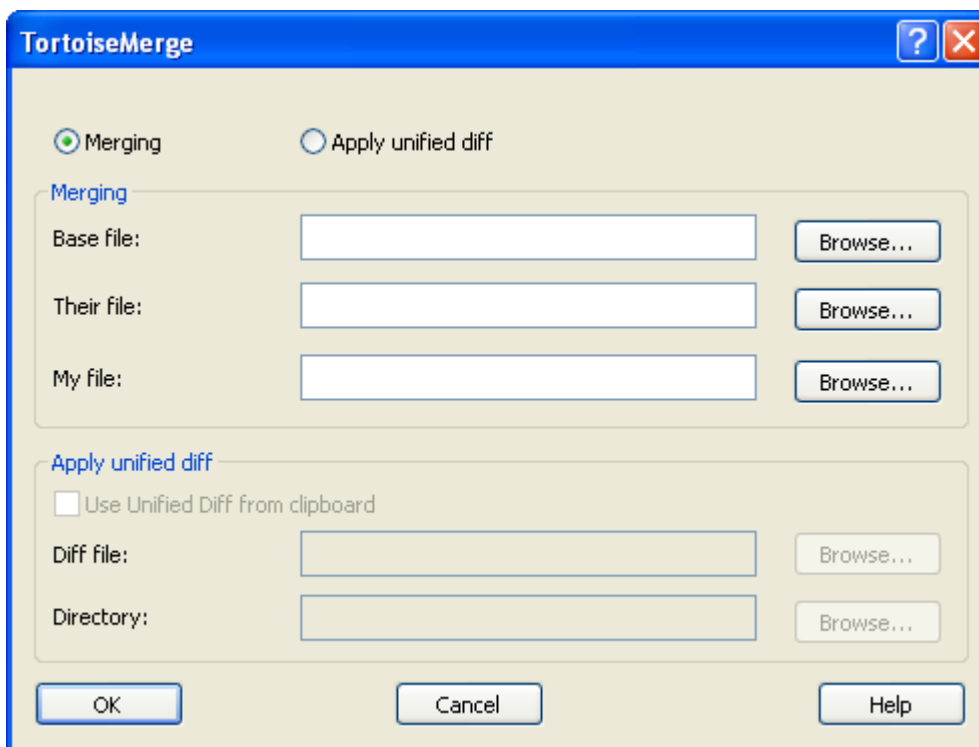 TortoiseMerge
Merging Apply unified diff
Merging
Base file: Browse...
Their file: Browse...
My file: Browse...
Apply unified diff
Use Unified Diff from clipboard
Diff file: Browse...
Directory: Browse...
OK Cancel Help